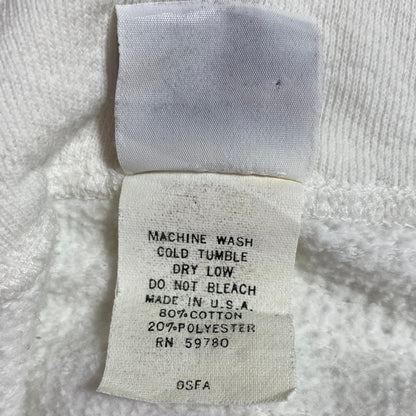 MACHINE WASH
COLD TUMBLE
DRY LOW
DO NOT BLEACH
MADE IN U.S.A.
80% COTTON
20% POLYESTER
RN 59780
OSFA